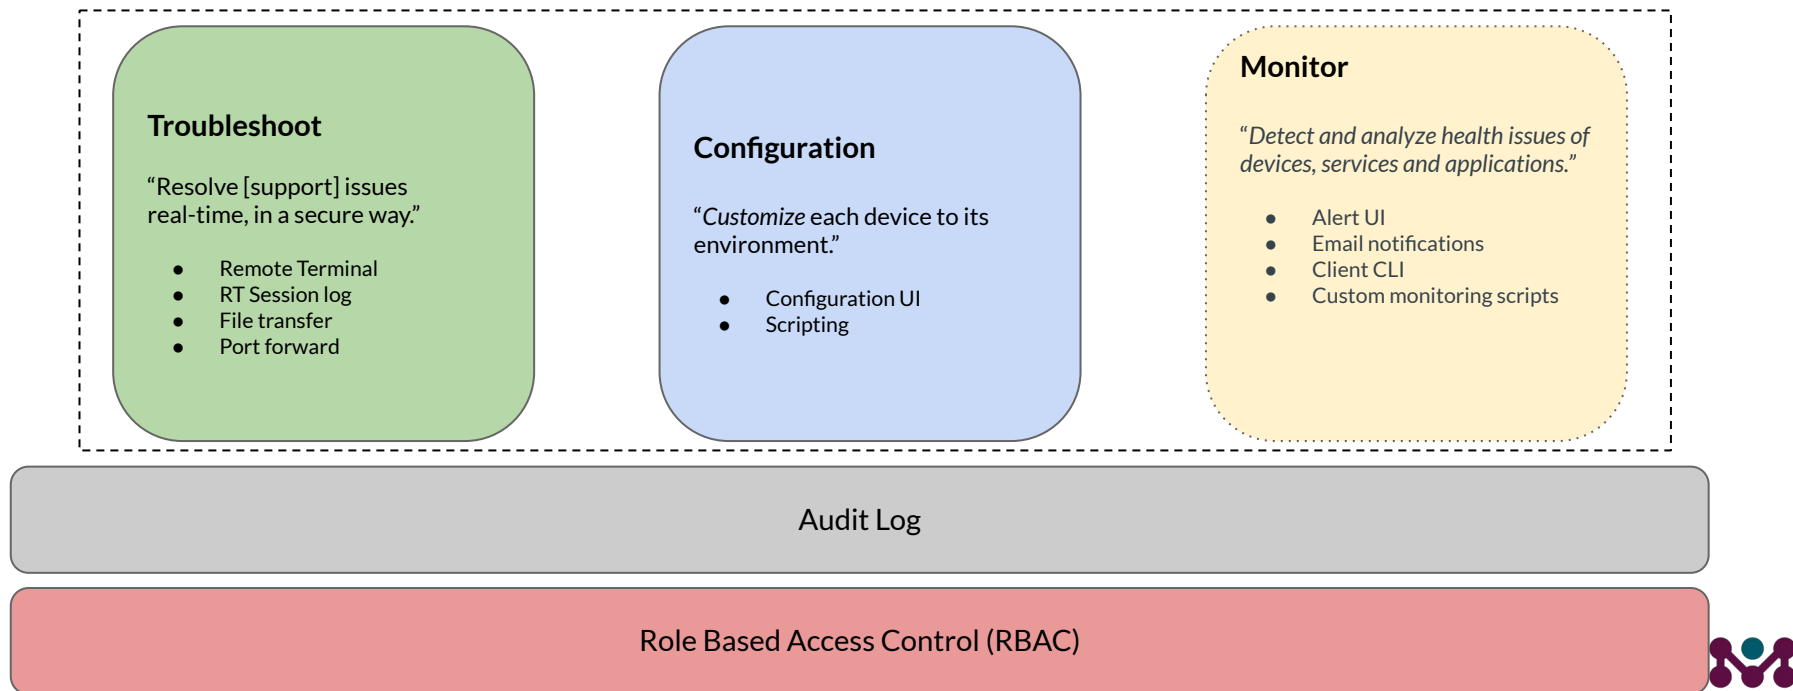 Troubleshoot
“Resolve [support] issues
real-time, in a secure way.”
● Remote Terminal
● RT Session log
● File transfer
● Port forward
Configuration
“Customize each device to its
environment.”
● Configuration UI
● Scripting
Monitor
“Detect and analyze health issues of
devices, services and applications.”
● Alert UI
● Email notifications
● Client CLI
● Custom monitoring scripts
Audit Log
Role Based Access Control (RBAC)